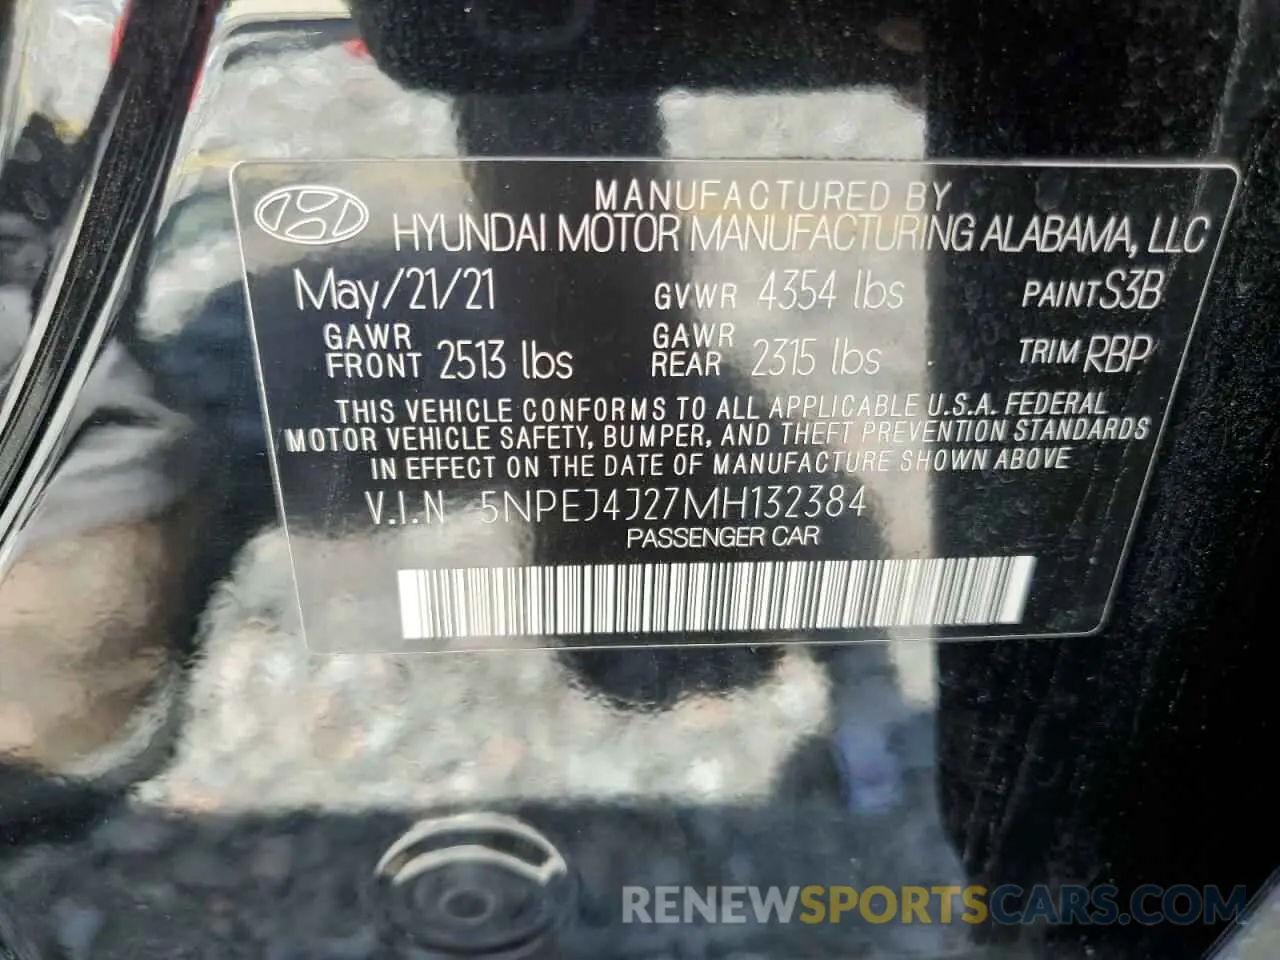 MANUFACTURED BY
HYUNDAI MOTOR MANUFACTURING ALABAMA, LLC
May/21/21 GVWR 4354 lbs PAINT S3B
GAWR FRONT 2513 lbs GAWR REAR 2315 lbs TRIM RBP
THIS VEHICLE CONFORMS TO ALL APPLICABLE U.S.A. FEDERAL
MOTOR VEHICLE SAFETY, BUMPER, AND THEFT PREVENTION STANDARDS
IN EFFECT ON THE DATE OF MANUFACTURE SHOWN ABOVE
V.I.N 5NPEJ4J27MH132384
PASSENGER CAR
RENEWSPORTSCARS.COM